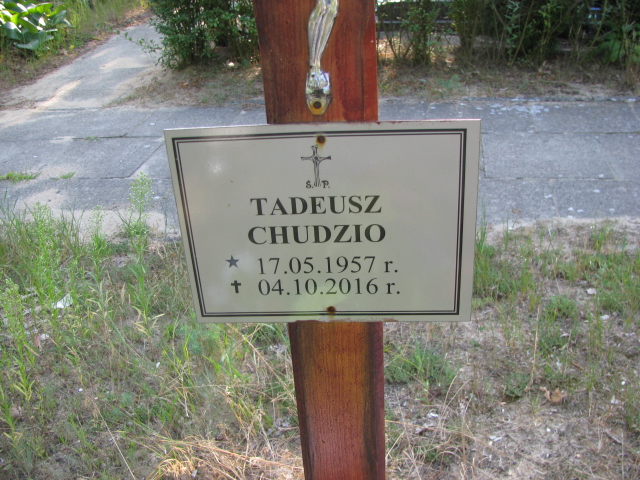 Ś. P.
TADEUSZ
CHUDZIO
★ 17.05.1957 r.
✝ 04.10.2016 r.